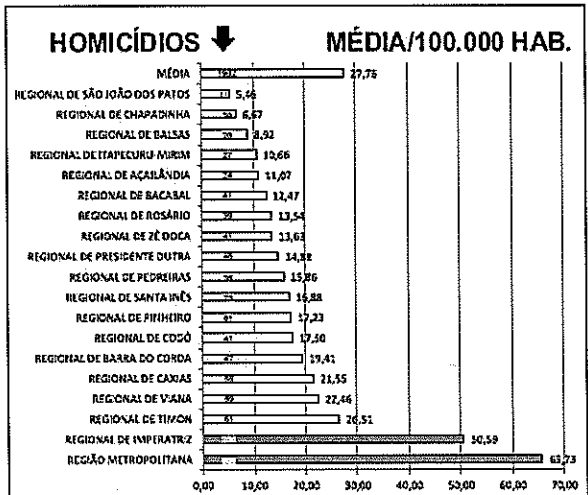 HOMICÍDIOS MÉDIA/100.000 HAB.
MÉDIA 27,75
REGIONAL DE SÃO JOÃO DOS PATOS 5,46
REGIONAL DE CHAPADINHA 6,67
REGIONAL DE BALSAS 8,92
REGIONAL DE ITAPECURU-MIRIM 10,66
REGIONAL DE AÇAILÂNDIA 11,07
REGIONAL DE BACABAL 12,47
REGIONAL DE ROSÁRIO 13,54
REGIONAL DE ZÉ DOCA 13,63
REGIONAL DE PRESIDENTE DUTRA
REGIONAL DE PEDREIRAS 15,86
REGIONAL DE SANTA INÊS 16,88
REGIONAL DE PINHEIRO 17,23
REGIONAL DE CODÓ 17,50
REGIONAL DE BARRA DO CORDA 19,41
REGIONAL DE CAXIAS 21,55
REGIONAL DE VIANA 22,46
REGIONAL DE TIMON 26,51
REGIONAL DE IMPERATRIZ 50,59
REGIÃO METROPOLITANA
0,00 10,00 20,00 30,00 40,00 50,00 60,00 70,00